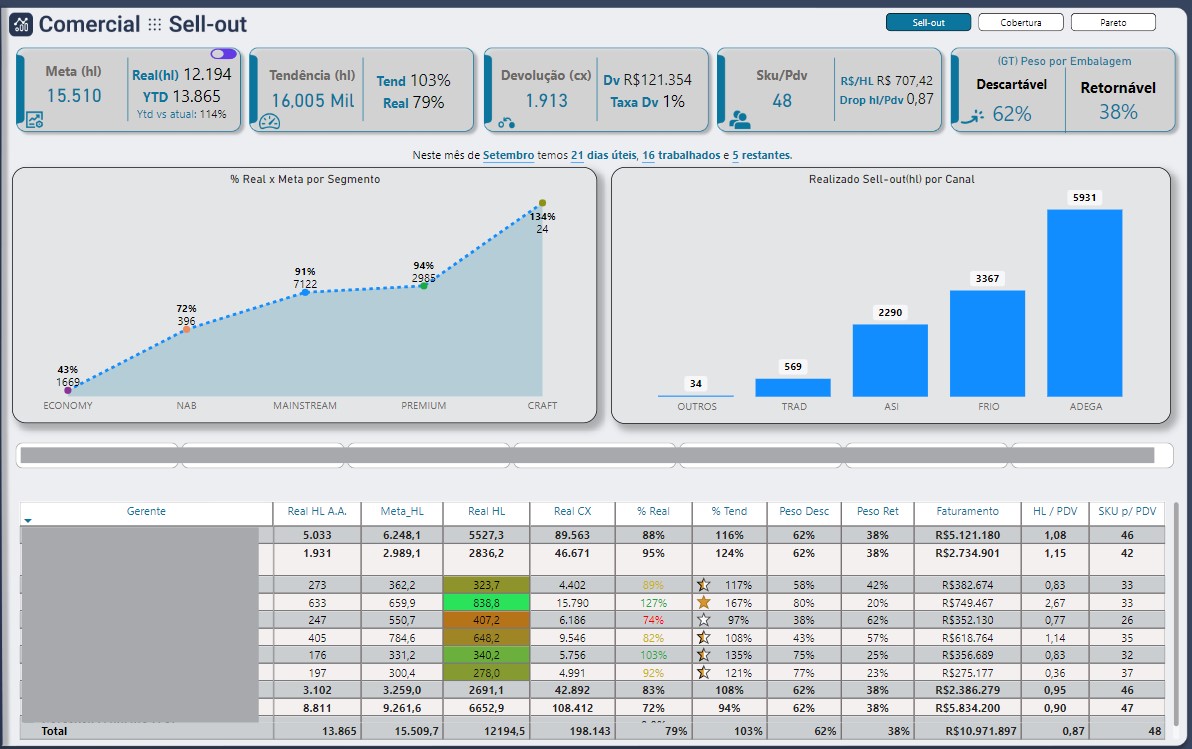 Comercial ⁝⁝⁝ Sell-out
Sell-out
Cobertura
Pareto
Meta (hl)
15.510
Real(hl) 12.194
YTD 13.865
Ytd vs atual: 114%
Tendência (hl)
16,005 Mil
Tend 103%
Real 79%
Devolução (cx)
1.913
Dv R$121.354
Taxa Dv 1%
Sku/Pdv
48
R$/HL R$ 707,42
Drop hl/Pdv 0,87
(GT) Peso por Embalagem
Descartável
62%
Retornável
38%
Neste mês de Setembro temos 21 dias úteis, 16 trabalhados e 5 restantes.
% Real x Meta por Segmento
43%
1669
72%
396
91%
7122
94%
2985
134%
24
ECONOMY NAB MAINSTREAM PREMIUM CRAFT
Realizado Sell-out(hl) por Canal
34
569
2290
3367
5931
OUTROS TRAD ASI FRIO ADEGA
Gerente Real HL A.A. Meta_HL Real HL Real CX % Real % Tend Peso Desc Peso Ret Faturamento HL / PDV SKU p/ PDV
5.033 6.248,1 5527,3 89.563 88% 116% 62% 38% R$5.121.180 1,08 46
1.931 2.989,1 2836,2 46.671 95% 124% 62% 38% R$2.734.901 1,15 42
273 362,2 323,7 4.402 89% 117% 58% 42% R$382.674 0,83 33
633 659,9 838,8 15.790 127% 167% 80% 20% R$749.467 2,67 33
247 550,7 407,2 6.186 74% 97% 38% 62% R$352.130 0,77 26
405 784,6 648,2 9.546 82% 108% 43% 57% R$618.764 1,14 35
176 331,2 340,2 5.756 103% 135% 75% 25% R$356.689 0,83 32
197 300,4 278,0 4.991 92% 121% 77% 23% R$275.177 0,36 37
3.102 3.259,0 2691,1 42.892 83% 108% 62% 38% R$2.386.279 0,95 46
8.811 9.261,6 6652,9 108.412 72% 94% 62% 38% R$5.834.200 0,90 47
Total 13.865 15.509,7 12194,5 198.143 79% 103% 62% 38% R$10.971.897 0,87 48